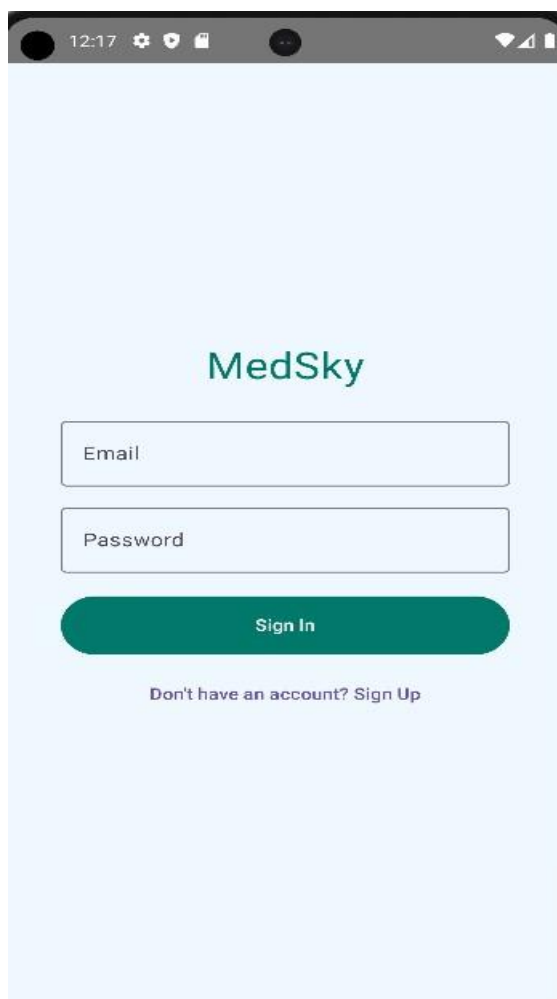 12:17
MedSky
Email
Password
Sign In
Don't have an account? Sign Up